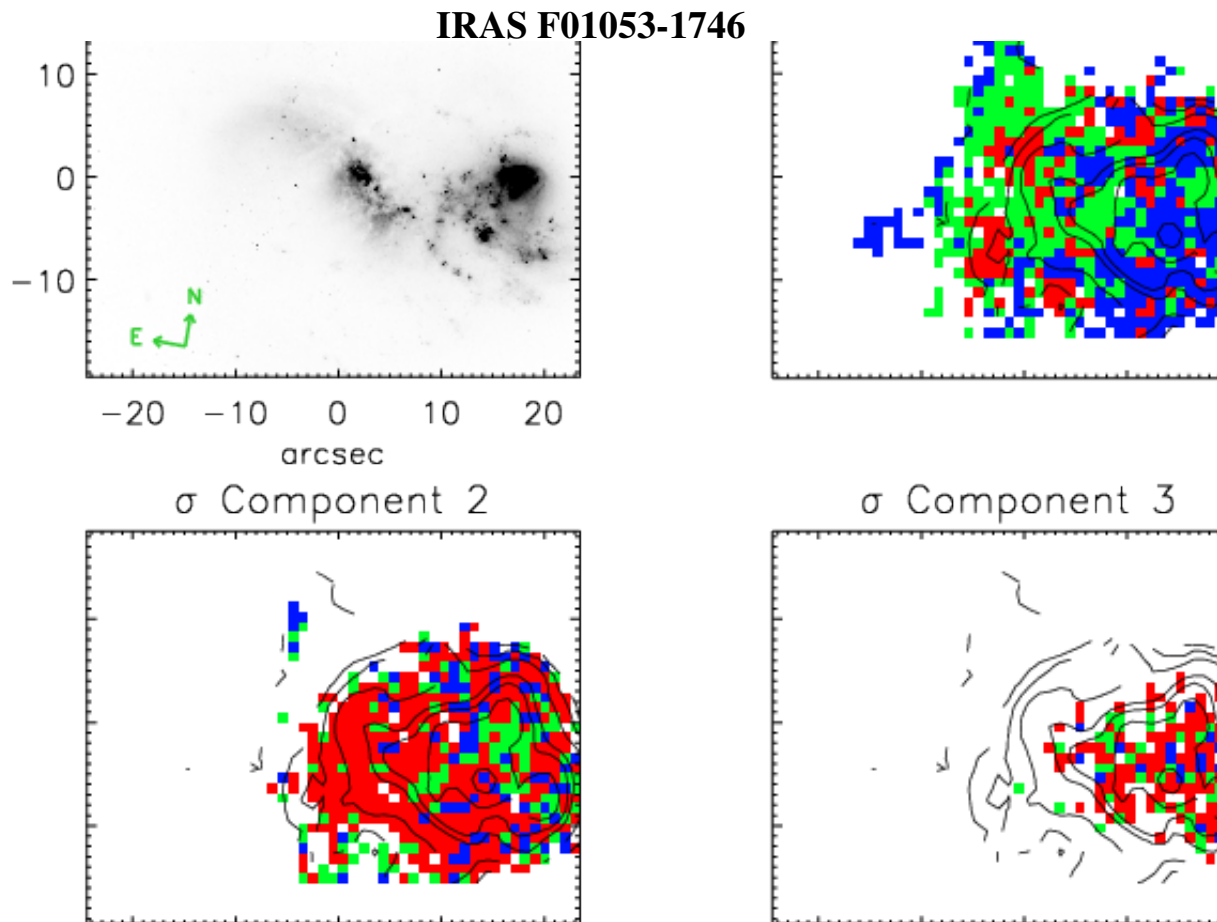 IRAS F01053-1746
10
0
−10
N
E
−20 −10 0 10 20
arcsec
σ Component 2
σ Component 3